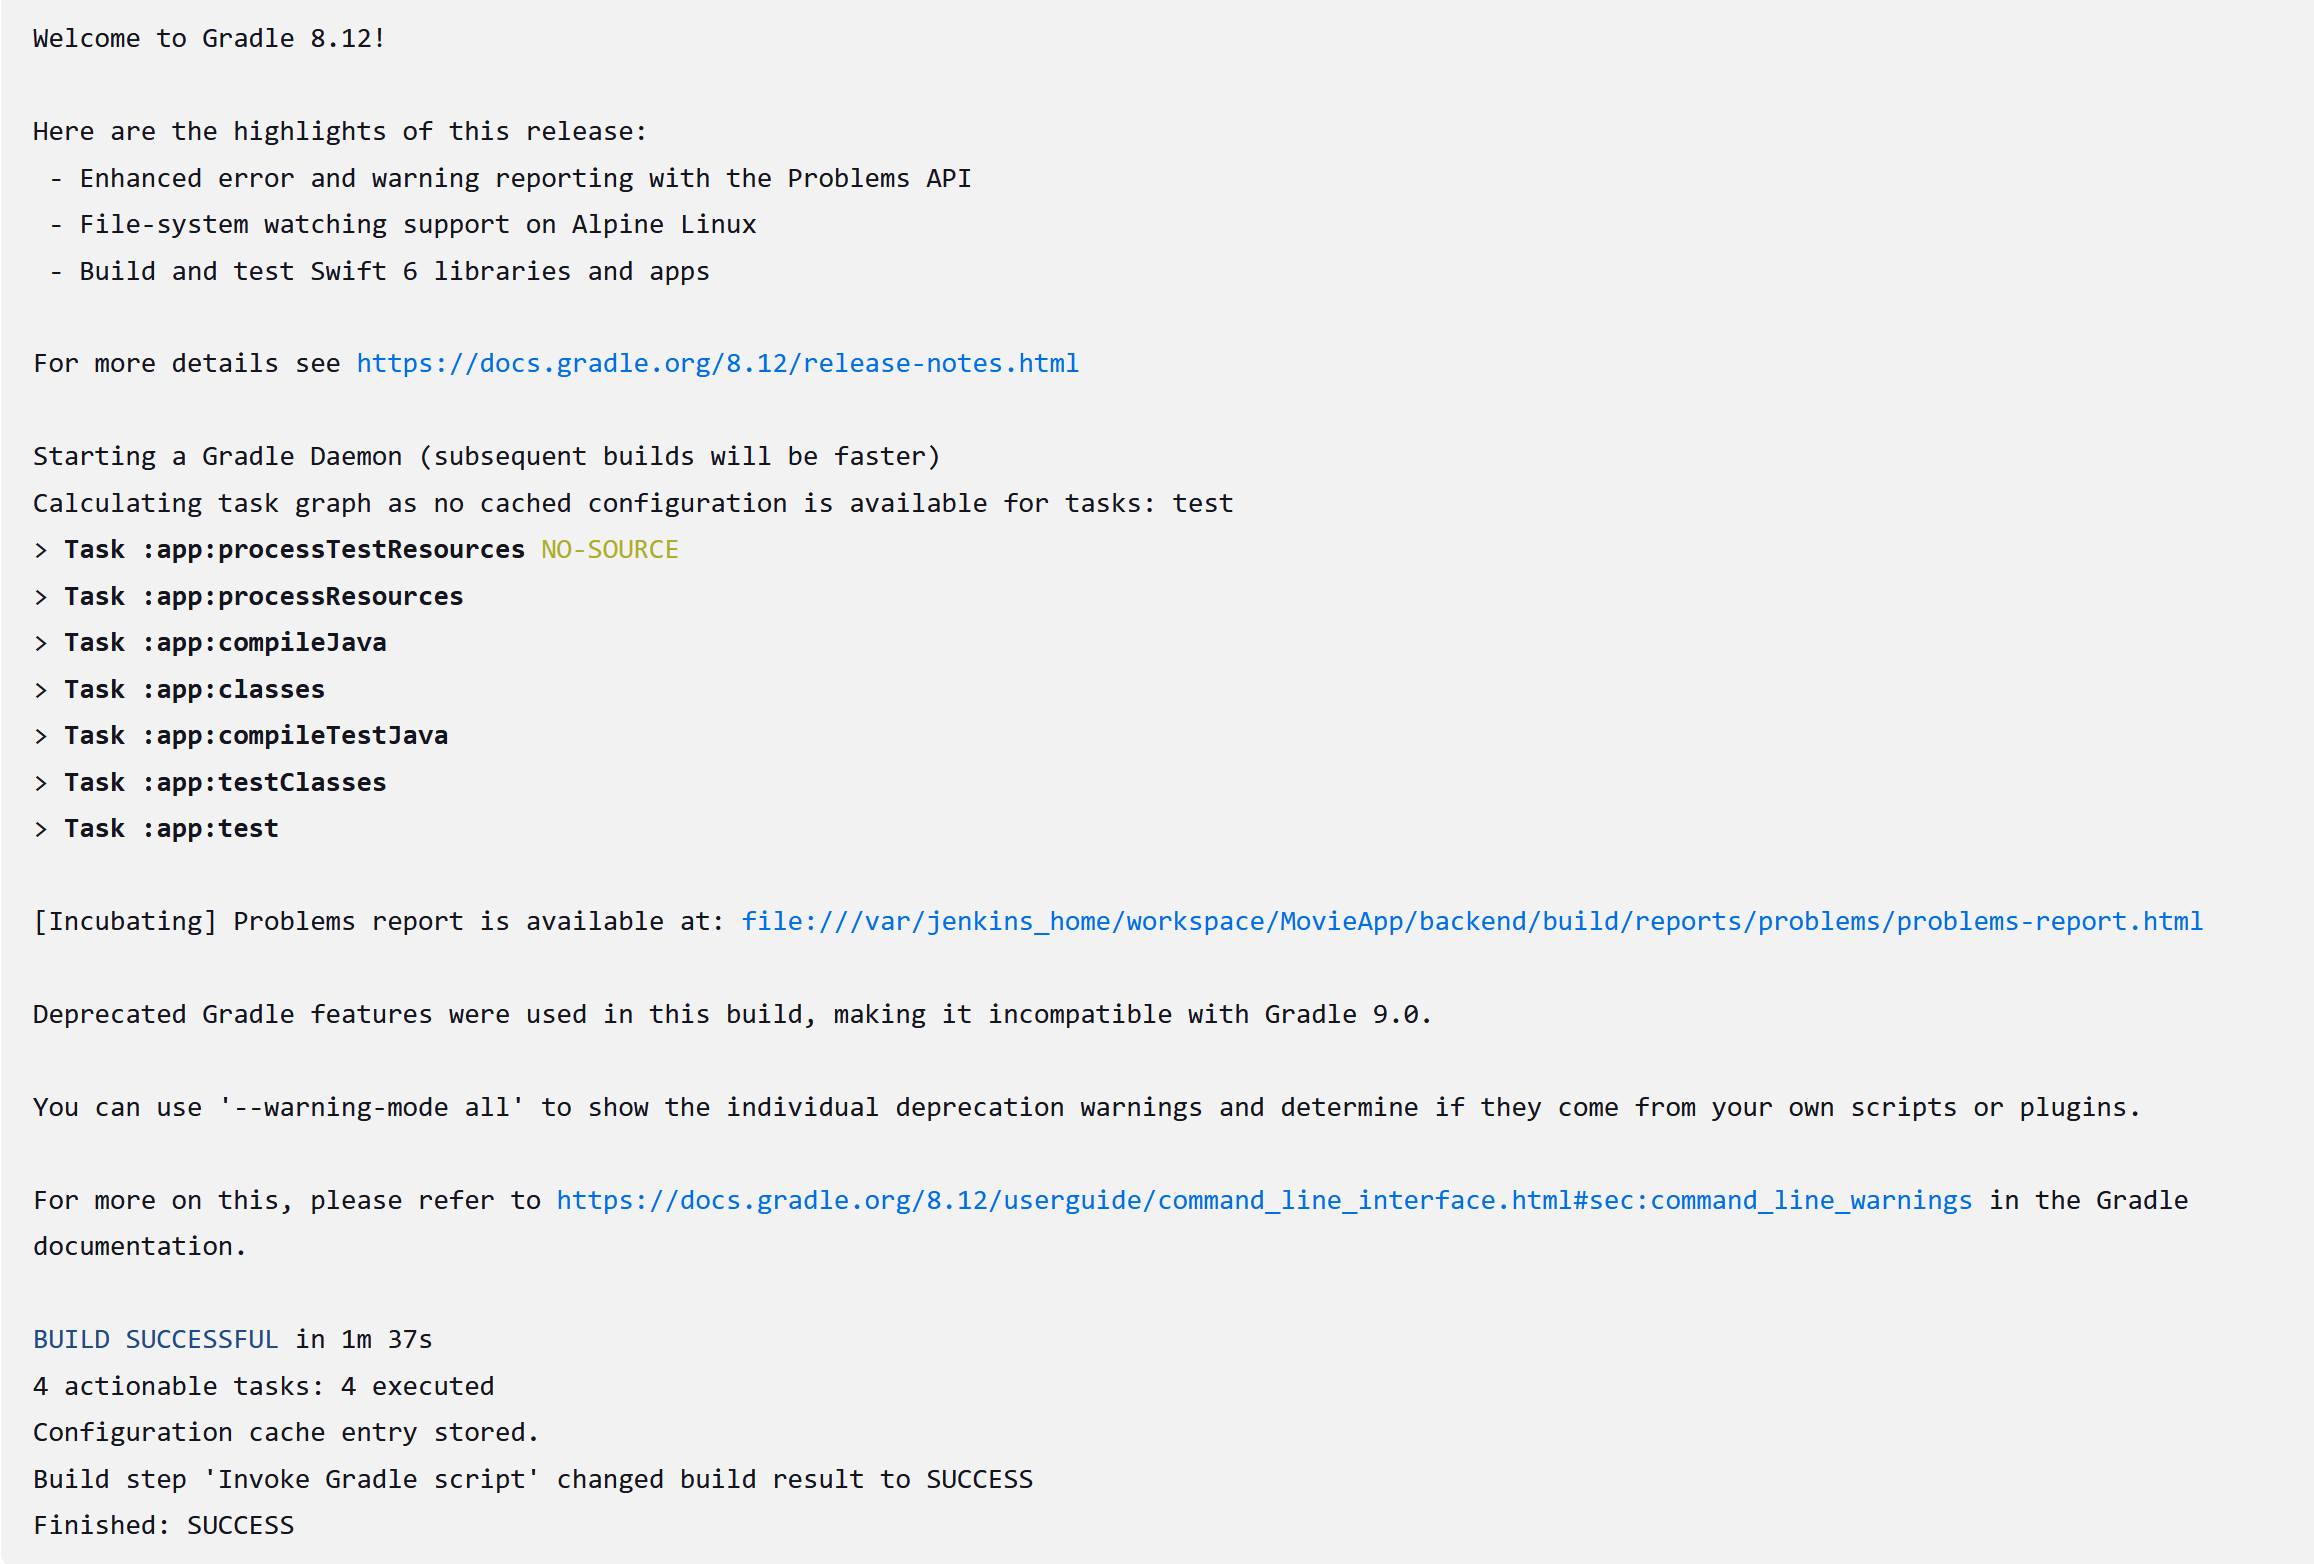 Welcome to Gradle 8.12!
Here are the highlights of this release:
- Enhanced error and warning reporting with the Problems API
- File-system watching support on Alpine Linux
- Build and test Swift 6 libraries and apps
For more details see https://docs.gradle.org/8.12/release-notes.html
Starting a Gradle Daemon (subsequent builds will be faster)
Calculating task graph as no cached configuration is available for tasks: test
> Task :app:processTestResources NO-SOURCE
> Task :app:processResources
> Task :app:compileJava
> Task :app:classes
> Task :app:compileTestJava
> Task :app:testClasses
> Task :app:test
[Incubating] Problems report is available at: file:///var/jenkins_home/workspace/MovieApp/backend/build/reports/problems/problems-report.html
Deprecated Gradle features were used in this build, making it incompatible with Gradle 9.0.
You can use '--warning-mode all' to show the individual deprecation warnings and determine if they come from your own scripts or plugins.
For more on this, please refer to https://docs.gradle.org/8.12/userguide/command_line_interface.html#sec:command_line_warnings in the Gradle
documentation.
BUILD SUCCESSFUL in 1m 37s
4 actionable tasks: 4 executed
Configuration cache entry stored.
Build step 'Invoke Gradle script' changed build result to SUCCESS
Finished: SUCCESS